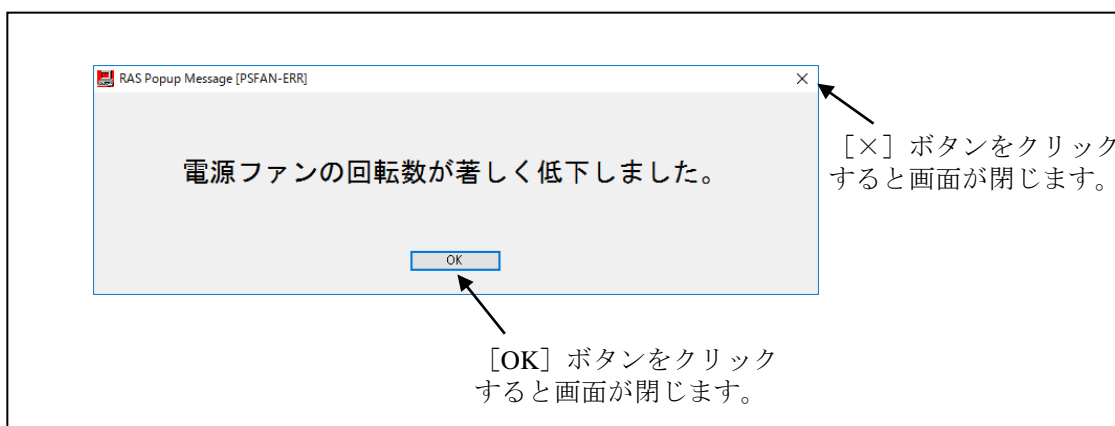 RAS Popup Message [PSFAN-ERR]
電源ファンの回転数が著しく低下しました。
OK
［×］ボタンをクリック
すると画面が閉じます。
［OK］ボタンをクリック
すると画面が閉じます。